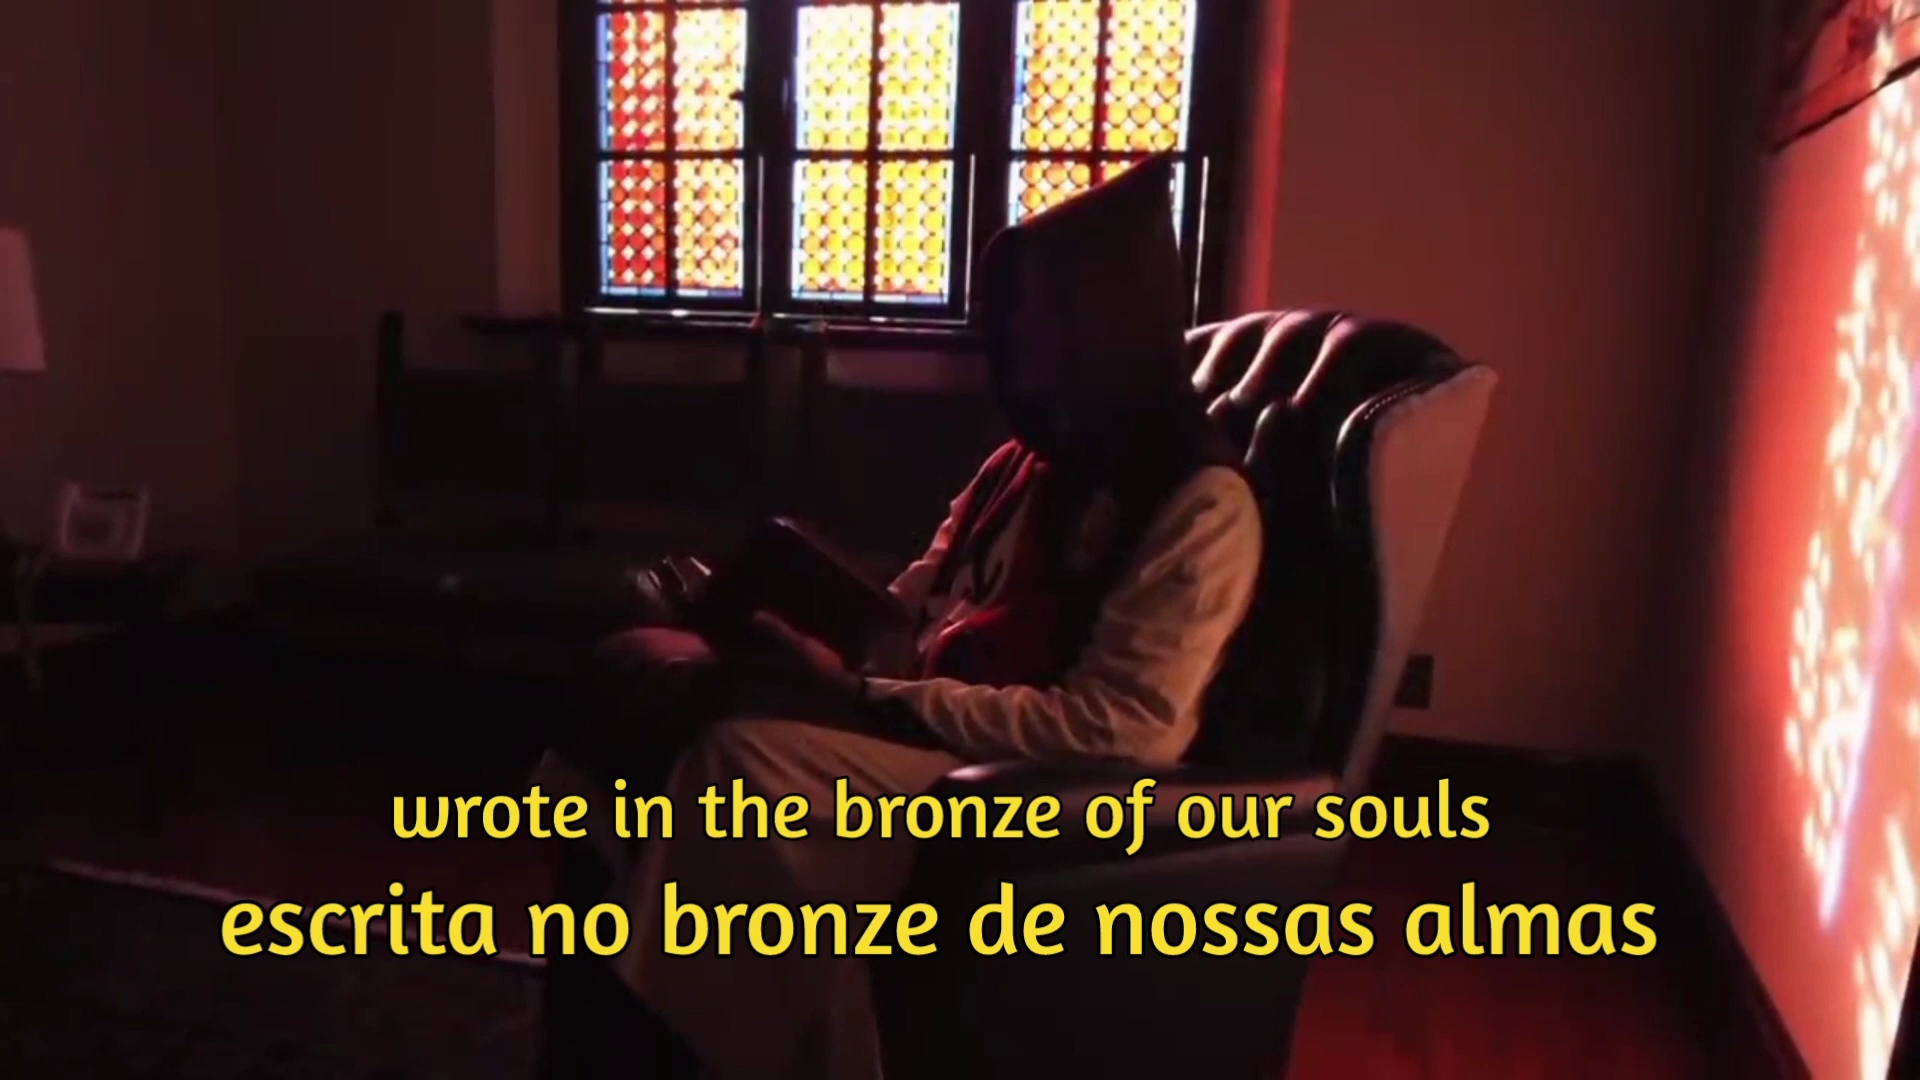 wrote in the bronze of our souls
escrita no bronze de nossas almas